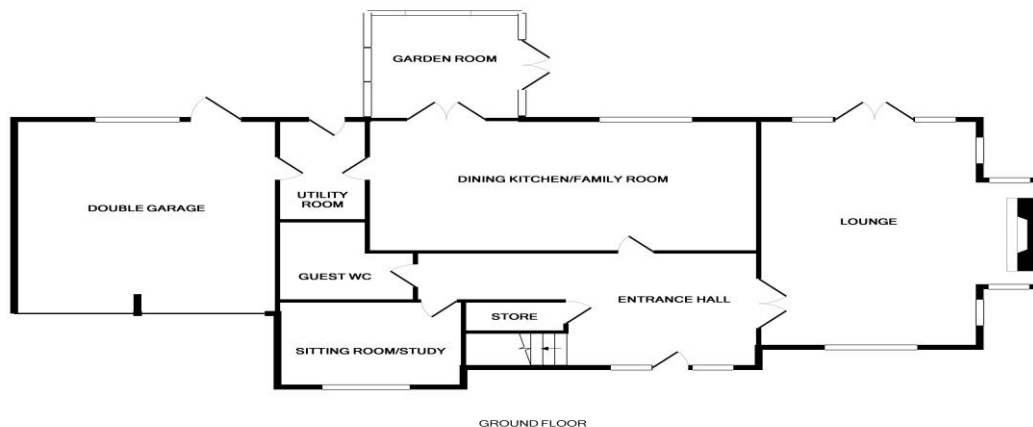 GARDEN ROOM
DINING KITCHEN/FAMILY ROOM
UTILITY
ROOM
DOUBLE GARAGE
LOUNGE
GUEST WC
ENTRANCE HALL
STORE
SITTING ROOM/STUDY
GROUND FLOOR